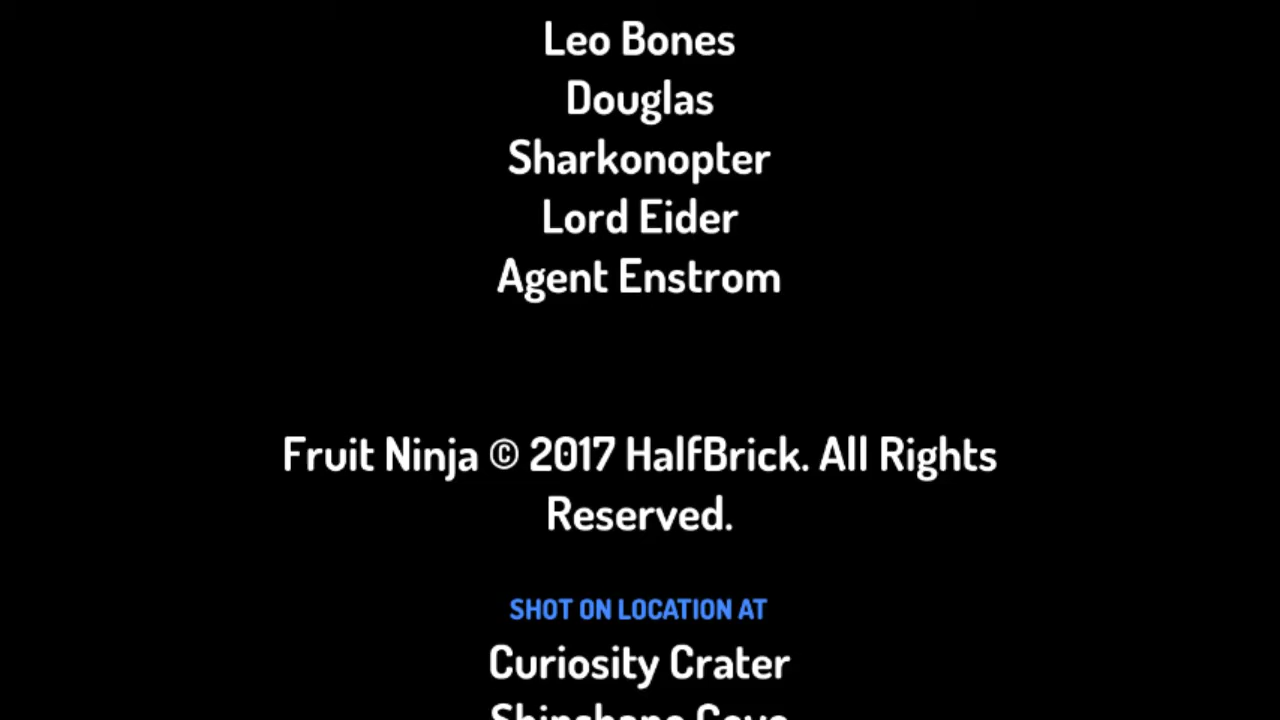 Leo Bones
Douglas
Sharkonopter
Lord Eider
Agent Enstrom
Fruit Ninja © 2017 HalfBrick. All Rights
Reserved.
SHOT ON LOCATION AT
Curiosity Crater